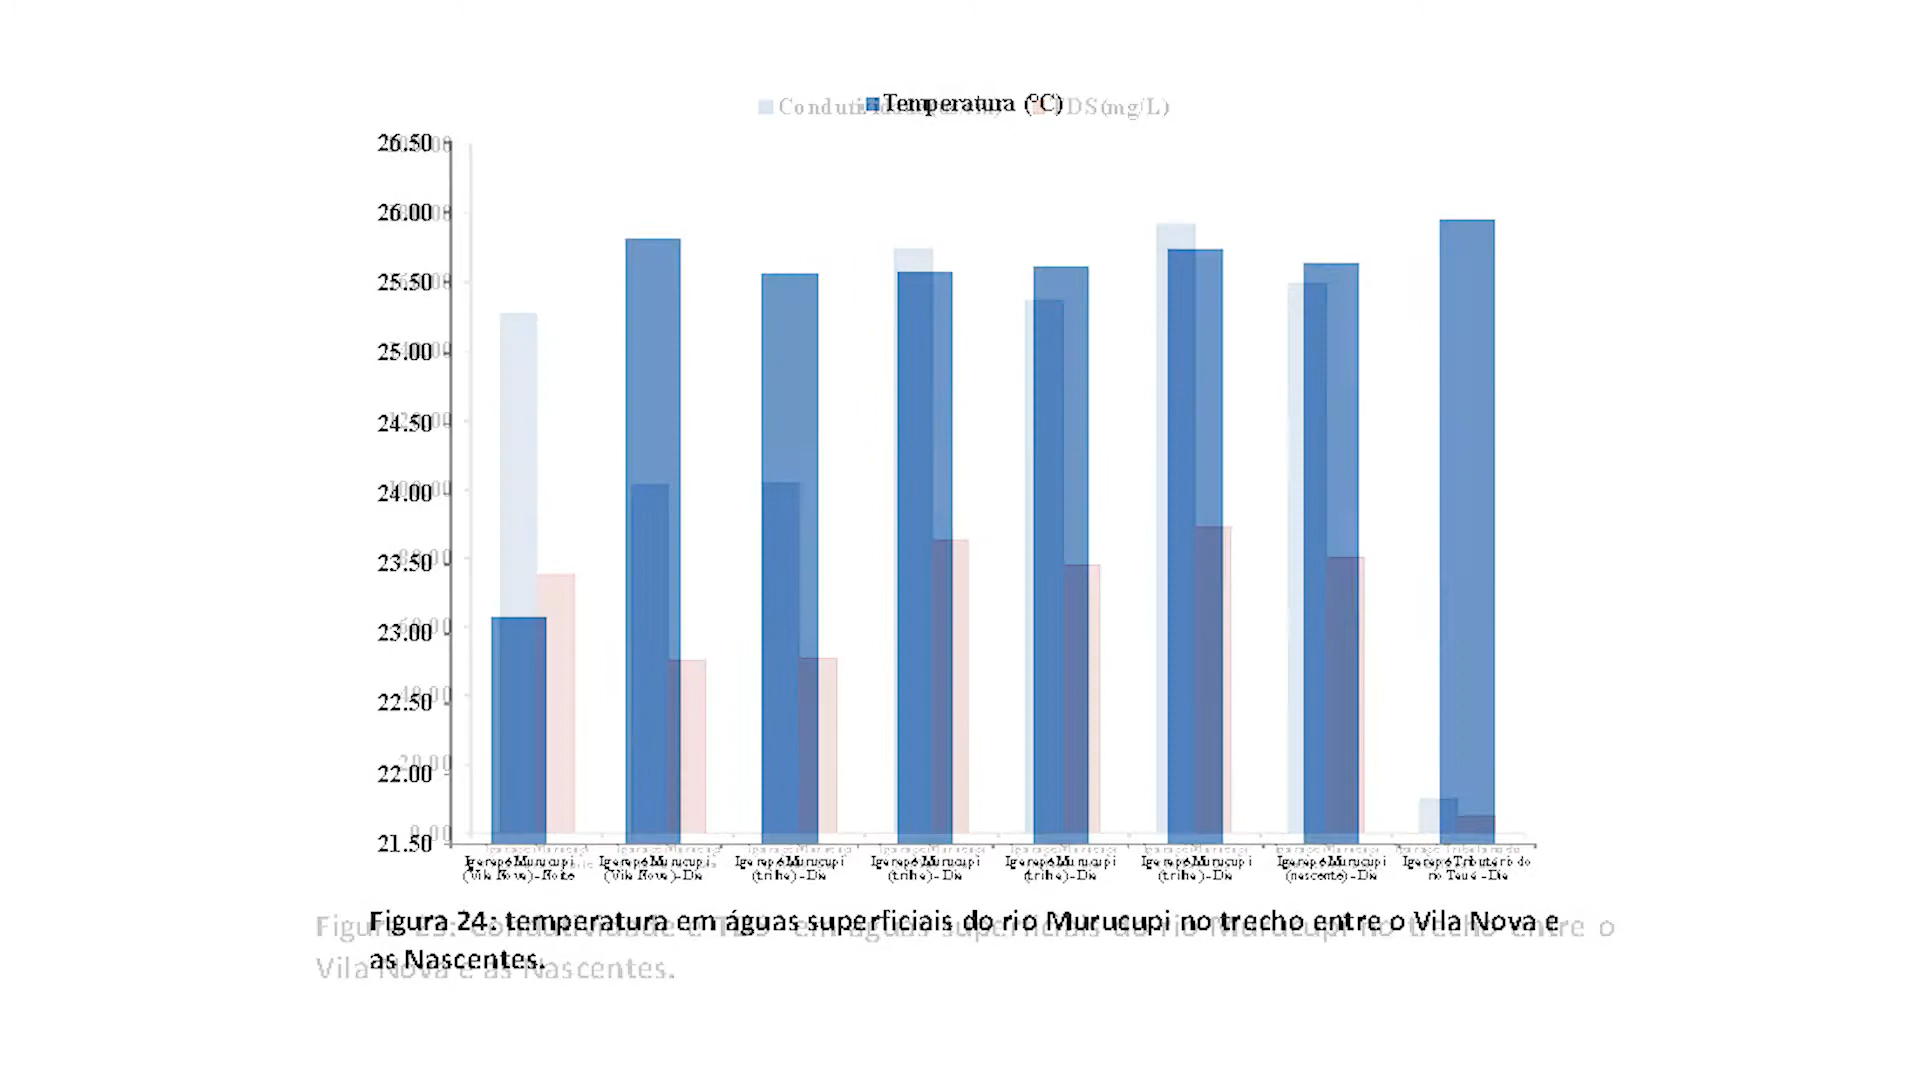 Temperatura (°C)
TDS (mg/L)
26.50
26.00
25.50
25.00
24.50
24.00
23.50
23.00
22.50
22.00
21.50
Igarapé Murucupi (Vila Nova) - Noite
Igarapé Murucupi (Vila Nova) - Dia
Igarapé Murucupi (trilha) - Dia
Igarapé Murucupi (trilha) - Dia
Igarapé Murucupi (trilha) - Dia
Igarapé Murucupi (trilha) - Dia
Igarapé Murucupi (nascente) - Dia
Igarapé Tributário do rio Tauá - Dia
Figura 24: temperatura em águas superficiais do rio Murucupi no trecho entre o Vila Nova e
as Nascentes.